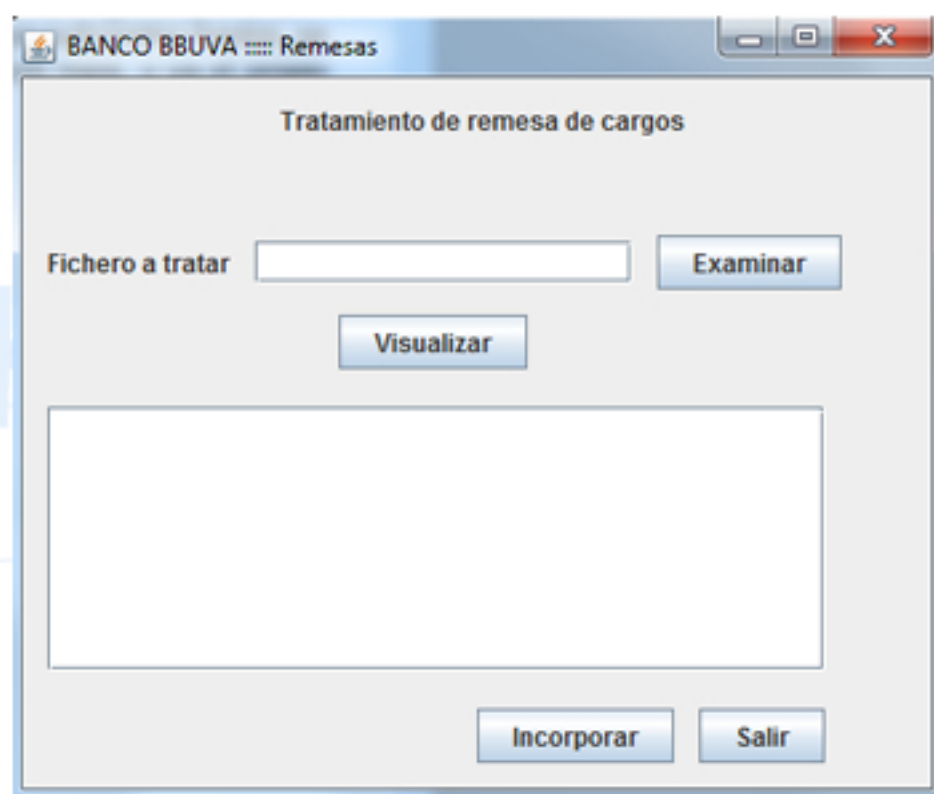 BANCO BBUVA ::::: Remesas
Tratamiento de remesa de cargos
Fichero a tratar Examinar
Visualizar
Incorporar Salir